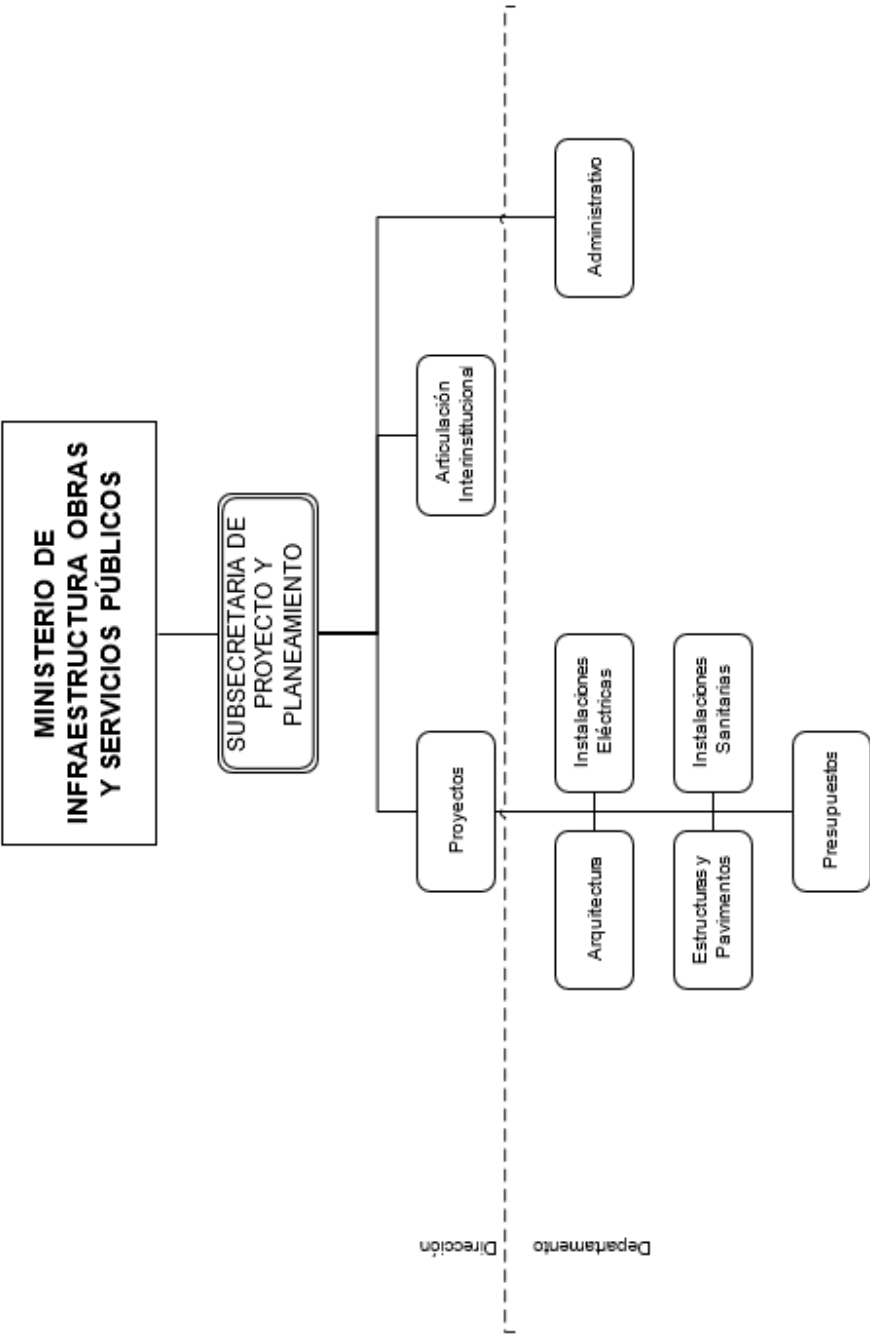 MINISTERIO DE
INFRAESTRUCTURA OBRAS
Y SERVICIOS PÚBLICOS
SUBSECRETARIA DE
PROYECTO Y
PLANEAMIENTO
Proyectos
Articulación
Interinstitucional
Dirección
Departamento
Arquitectura
Instalaciones
Eléctricas
Administrativo
Estructuras y
Pavimentos
Instalaciones
Sanitarias
Presupuestos